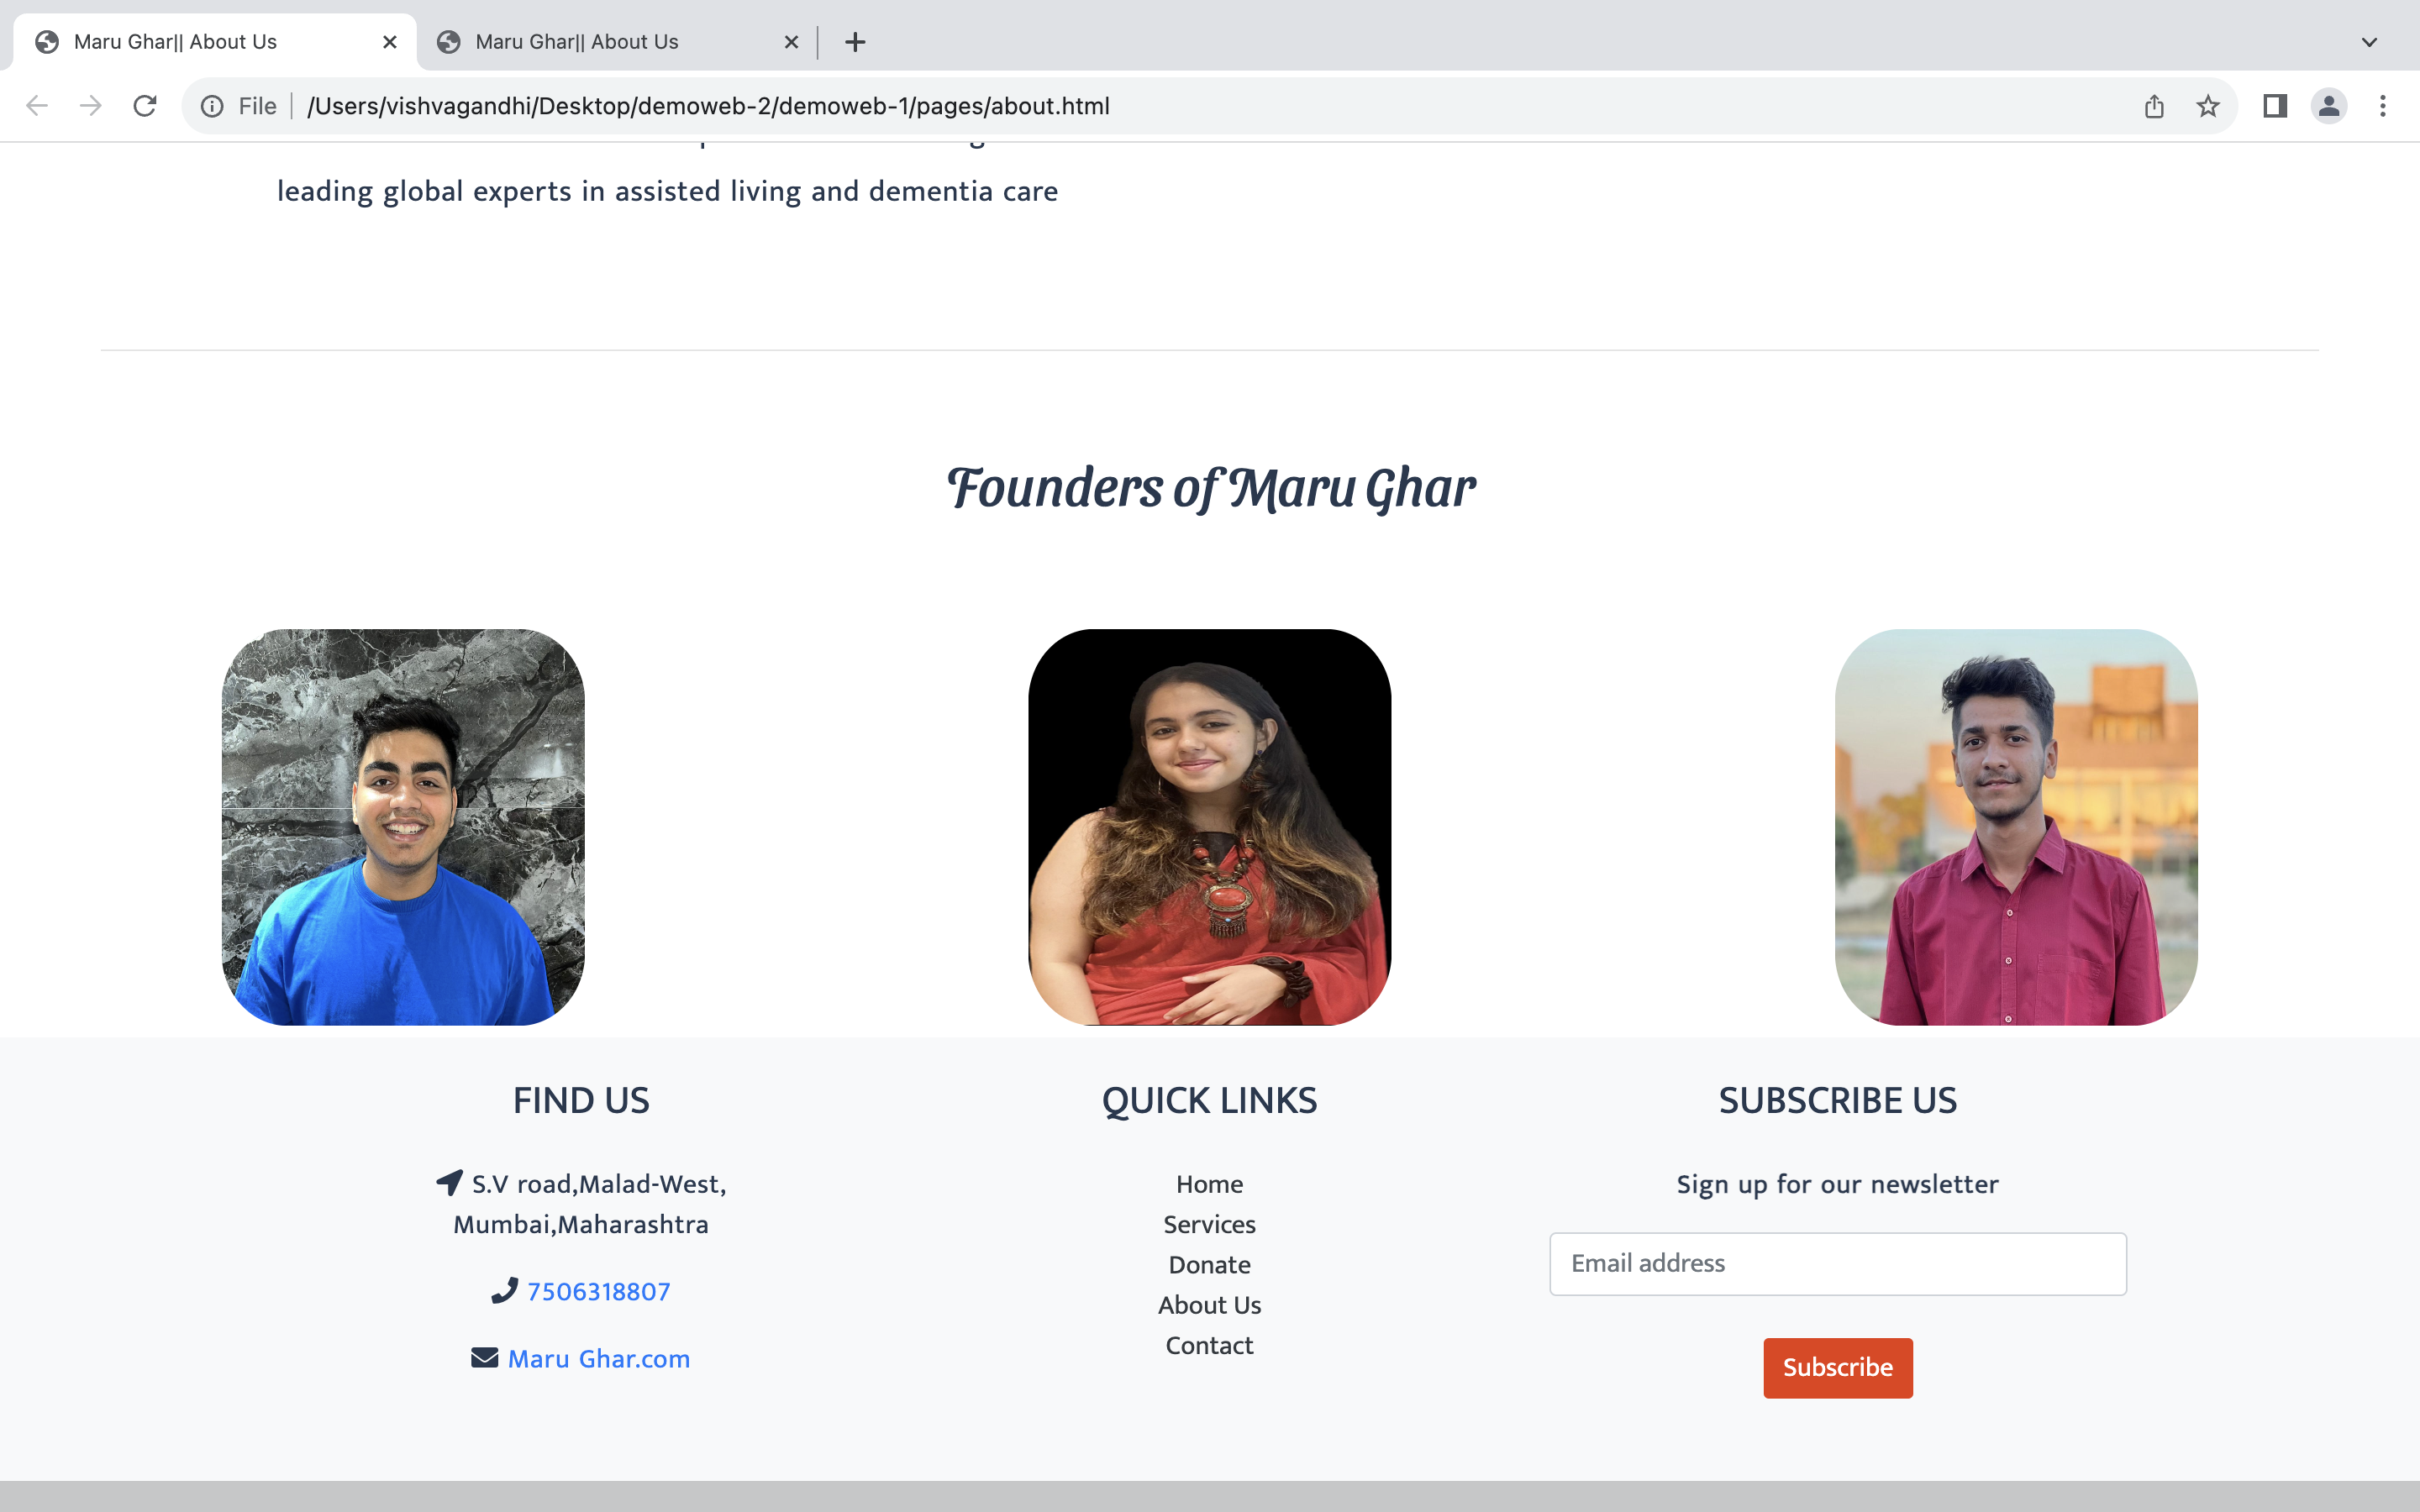 Maru Ghar|| About Us
Maru Ghar|| About Us
File
/Users/vishvagandhi/Desktop/demoweb-2/demoweb-1/pages/about.html
leading global experts in assisted living and dementia care
Founders of Maru Ghar
FIND US
S.V road,Malad-West,
Mumbai,Maharashtra
7506318807
Maru Ghar.com
QUICK LINKS
Home
Services
Donate
About Us
Contact
SUBSCRIBE US
Sign up for our newsletter
Email address
Subscribe